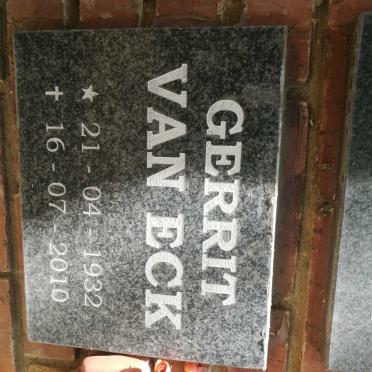 GERRIT
VAN ECK
★ 21 - 04 - 1932
✝ 16 - 07 - 2010